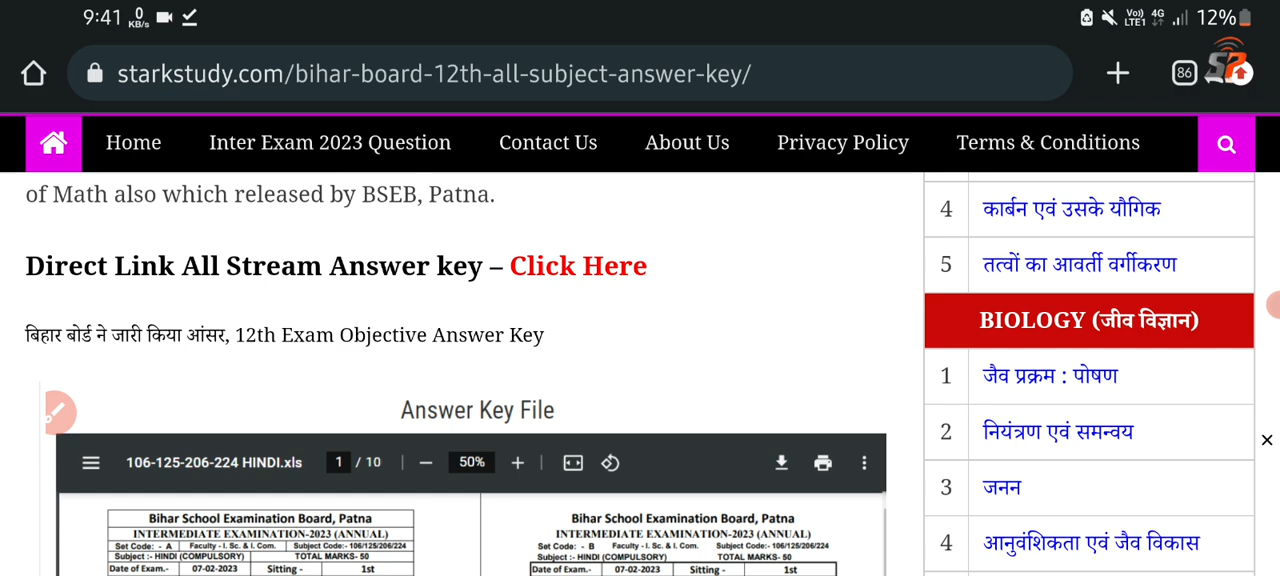 9:41 0 KB/s Vo) LTE1 4G 12%
starkstudy.com/bihar-board-12th-all-subject-answer-key/ 86 SP
Home Inter Exam 2023 Question Contact Us About Us Privacy Policy Terms & Conditions
of Math also which released by BSEB, Patna.
Direct Link All Stream Answer key – Click Here
बिहार बोर्ड ने जारी किया आंसर, 12th Exam Objective Answer Key
Answer Key File
106-125-206-224 HINDI.xls 1 / 10 50%
Bihar School Examination Board, Patna
INTERMEDIATE EXAMINATION-2023 (ANNUAL)
Set Code: - A Faculty - I. Sc. & I. Com. Subject Code:- 106/125/206/224
Subject :- HINDI (COMPULSORY) TOTAL MARKS- 50
Date of Exam.- 07-02-2023 Sitting - 1st
Bihar School Examination Board, Patna
INTERMEDIATE EXAMINATION-2023 (ANNUAL)
Set Code: - B Faculty - I. Sc. & I. Com. Subject Code:- 106/125/206/224
Subject :- HINDI (COMPULSORY) TOTAL MARKS- 50
Date of Exam.- 07-02-2023 Sitting - 1st
4 कार्बन एवं उसके यौगिक
5 तत्वों का आवर्ती वर्गीकरण
BIOLOGY (जीव विज्ञान)
1 जैव प्रक्रम : पोषण
2 नियंत्रण एवं समन्वय
3 जनन
4 आनुवंशिकता एवं जैव विकास